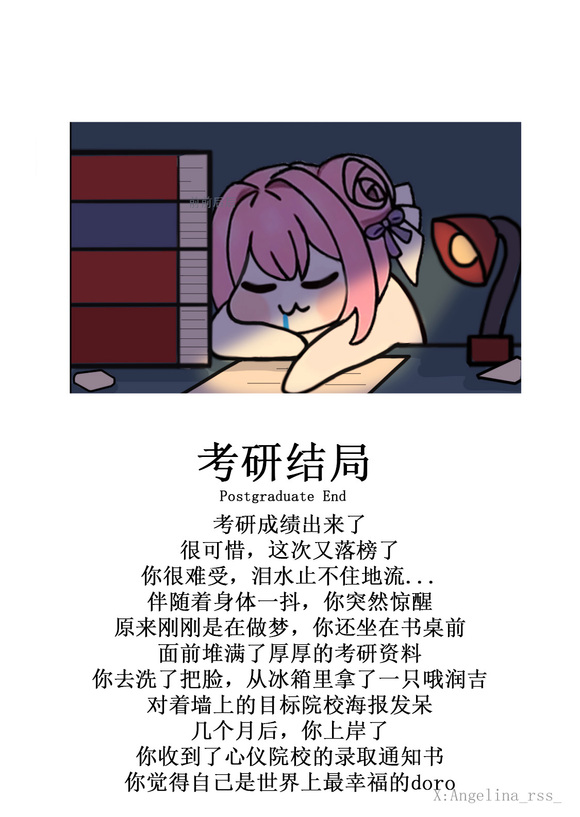 考研结局
Postgraduate End
考研成绩出来了
很可惜，这次又落榜了
你很难受，泪水止不住地流...
伴随着身体一抖，你突然惊醒
原来刚刚是在做梦，你还坐在书桌前
面前堆满了厚厚的考研资料
你去洗了把脸，从冰箱里拿了一只哦润吉
对着墙上的目标院校海报发呆
几个月后，你上岸了
你收到了心仪院校的录取通知书
你觉得自己是世界上最幸福的doro
X:Angelina_rss_